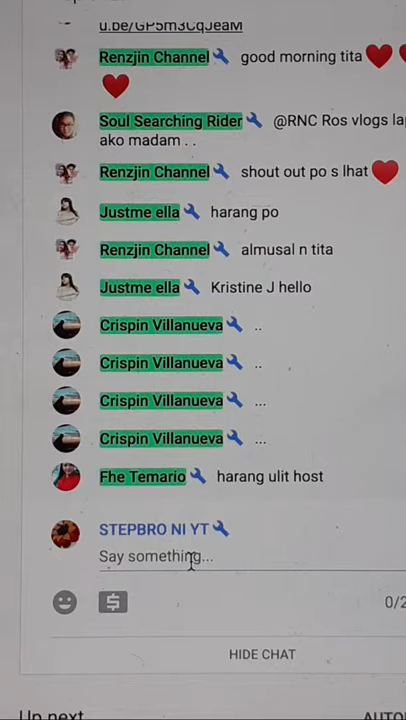 u.be/GP5m3CqJeaM
Renzjin Channel good morning tita
Soul Searching Rider @RNC Ros vlogs la
ako madam . .
Renzjin Channel shout out po s lhat
Justme ella harang po
Renzjin Channel almusal n tita
Justme ella Kristine J hello
Crispin Villanueva ..
Crispin Villanueva ..
Crispin Villanueva ...
Crispin Villanueva ...
Fhe Temario harang ulit host
STEPBRO NI YT
Say something...
0/2
HIDE CHAT
Up next
AUTO